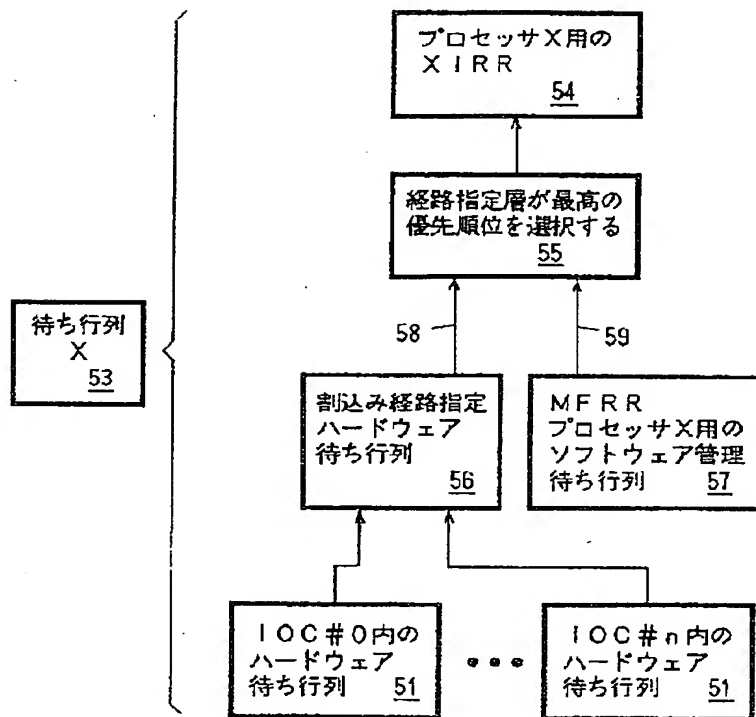 プロセッサX用の
XIRR
54
経路指定層が最高の
優先順位を選択する
55
58
59
待ち行列
X
53
割込み経路指定
ハードウェア
待ち行列
56
MFRR
プロセッサX用の
ソフトウェア管理
待ち行列 57
IOC#0内の
ハードウェア
待ち行列 51
•••
IOC#n内の
ハードウェア
待ち行列 51